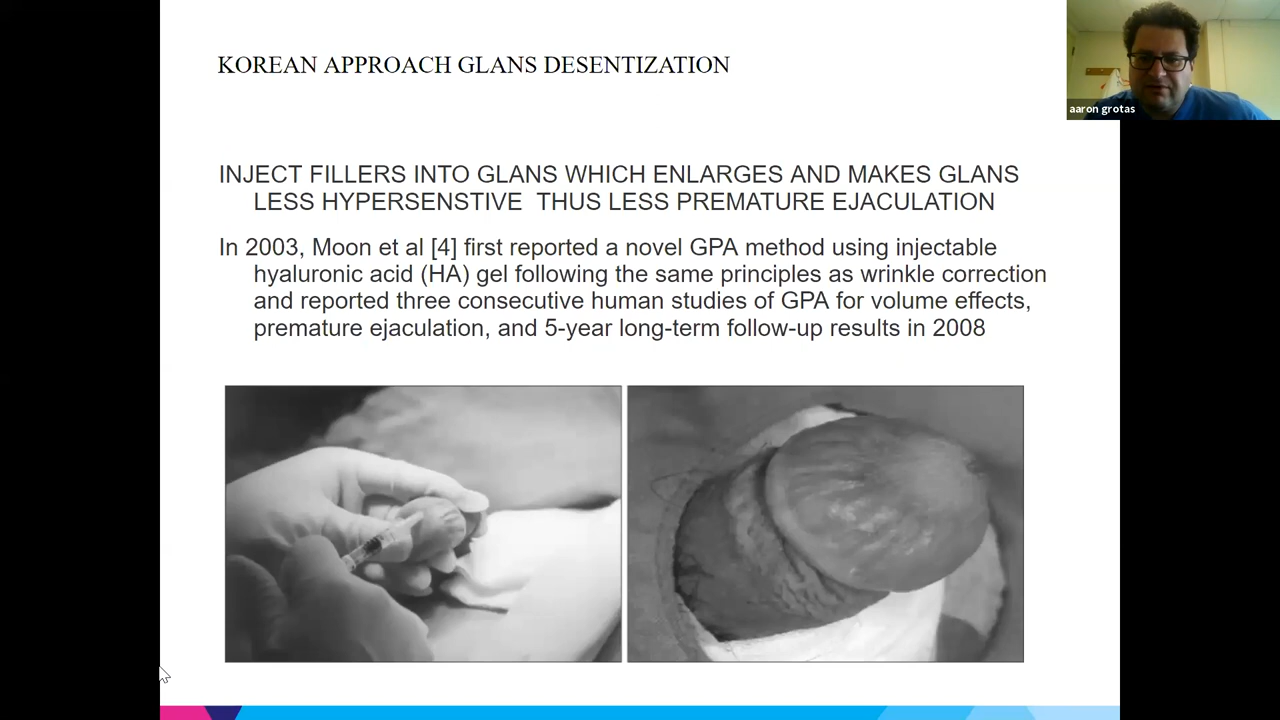 KOREAN APPROACH GLANS DESENTIZATION
aaron grotas
INJECT FILLERS INTO GLANS WHICH ENLARGES AND MAKES GLANS
LESS HYPERSENSTIVE THUS LESS PREMATURE EJACULATION
In 2003, Moon et al [4] first reported a novel GPA method using injectable
hyaluronic acid (HA) gel following the same principles as wrinkle correction
and reported three consecutive human studies of GPA for volume effects,
premature ejaculation, and 5-year long-term follow-up results in 2008